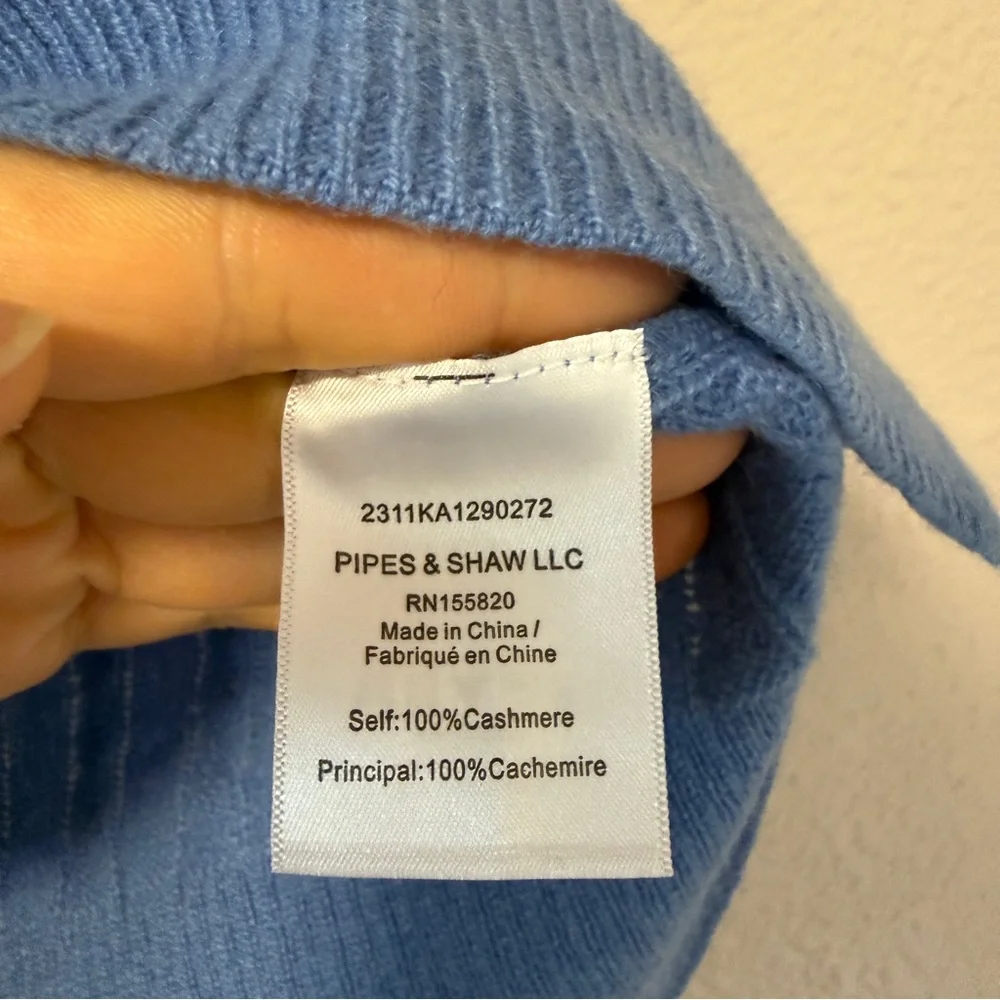 2311KA1290272
PIPES & SHAW LLC
RN155820
Made in China /
Fabriqué en Chine
Self:100%Cashmere
Principal:100%Cachemire